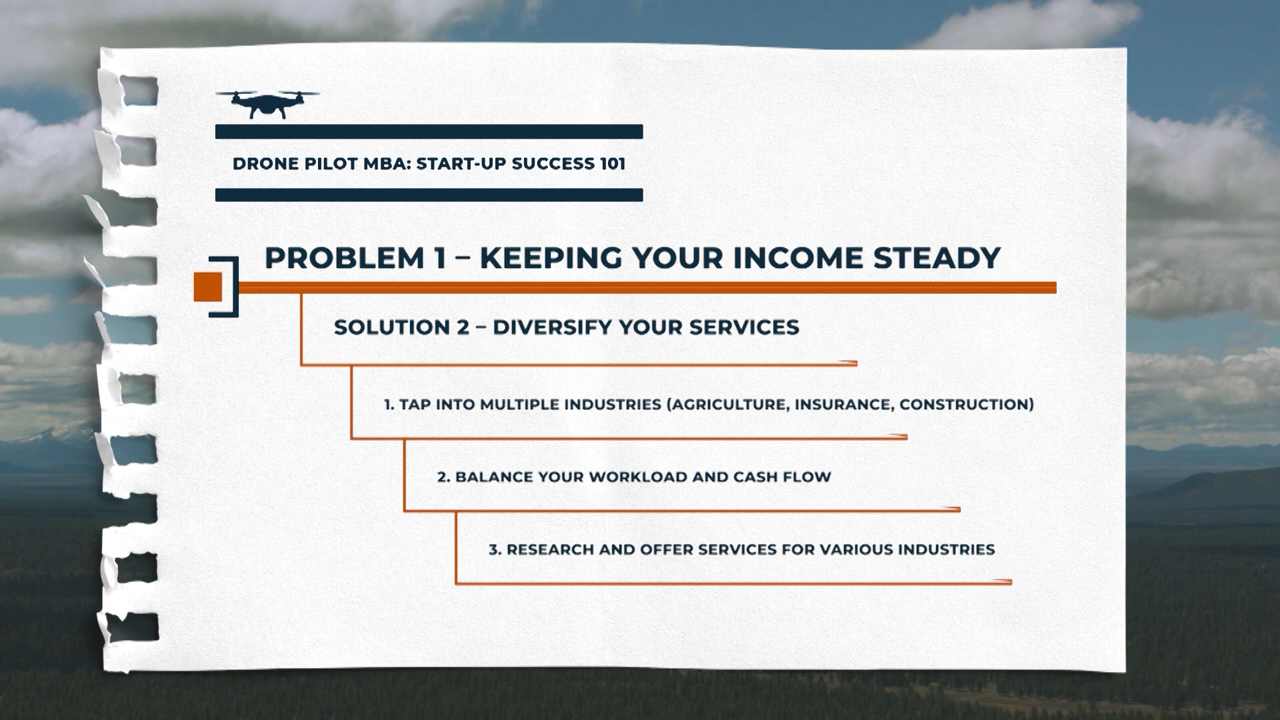 DRONE PILOT MBA: START-UP SUCCESS 101
PROBLEM 1 – KEEPING YOUR INCOME STEADY
SOLUTION 2 – DIVERSIFY YOUR SERVICES
1. TAP INTO MULTIPLE INDUSTRIES (AGRICULTURE, INSURANCE, CONSTRUCTION)
2. BALANCE YOUR WORKLOAD AND CASH FLOW
3. RESEARCH AND OFFER SERVICES FOR VARIOUS INDUSTRIES